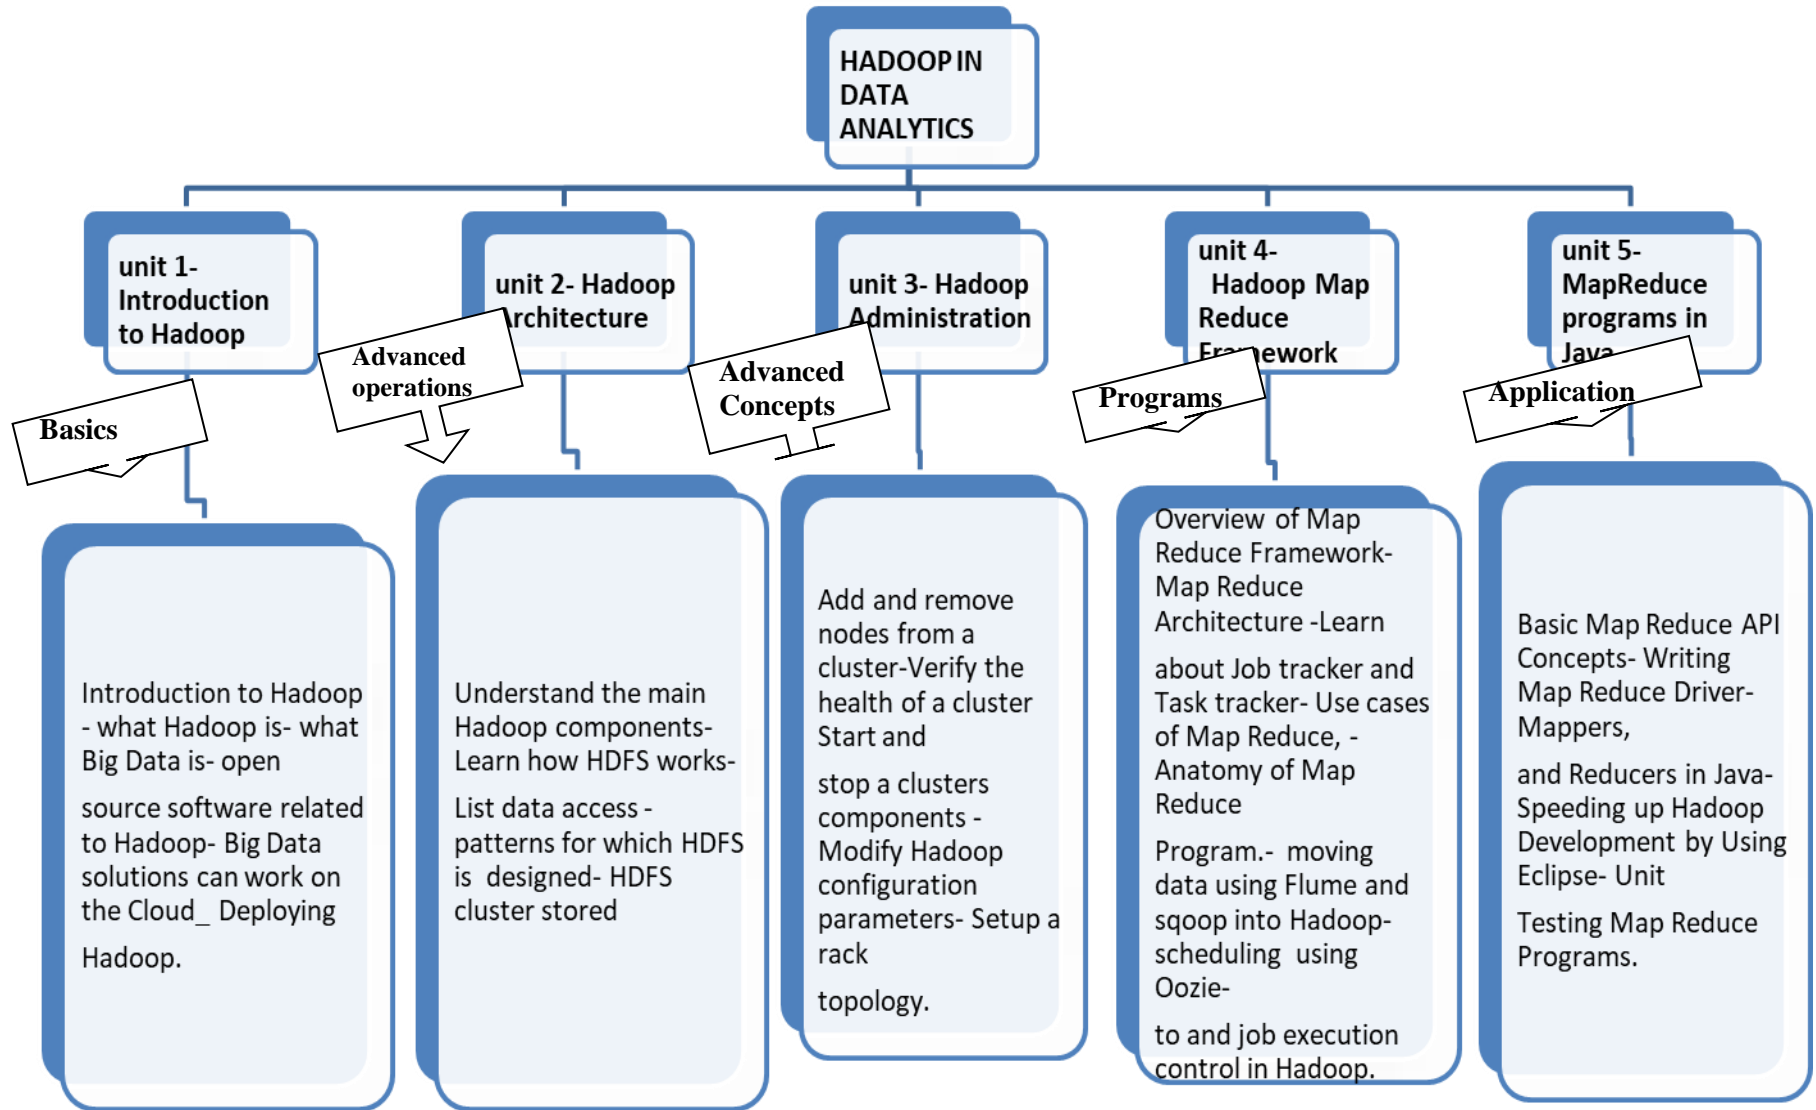 HADOOP IN
DATA
ANALYTICS
unit 1-
Introduction
to Hadoop
unit 2- Hadoop
Architecture
unit 3- Hadoop
Administration
unit 4-
Hadoop Map
Reduce
Framework
unit 5-
MapReduce
programs in
Java
Basics
Advanced
operations
Advanced
Concepts
Programs
Application
Introduction to Hadoop
- what Hadoop is- what
Big Data is- open
source software related
to Hadoop- Big Data
solutions can work on
the Cloud_ Deploying
Hadoop.
Understand the main
Hadoop components-
Learn how HDFS works-
List data access -
patterns for which HDFS
is designed- HDFS
cluster stored
Add and remove
nodes from a
cluster-Verify the
health of a cluster
Start and
stop a clusters
components -
Modify Hadoop
configuration
parameters- Setup a
rack
topology.
Overview of Map
Reduce Framework-
Map Reduce
Architecture -Learn
about Job tracker and
Task tracker- Use cases
of Map Reduce, -
Anatomy of Map
Reduce
Program.- moving
data using Flume and
sqoop into Hadoop-
scheduling using
Oozie-
to and job execution
control in Hadoop.
Basic Map Reduce API
Concepts- Writing
Map Reduce Driver-
Mappers,
and Reducers in Java-
Speeding up Hadoop
Development by Using
Eclipse- Unit
Testing Map Reduce
Programs.